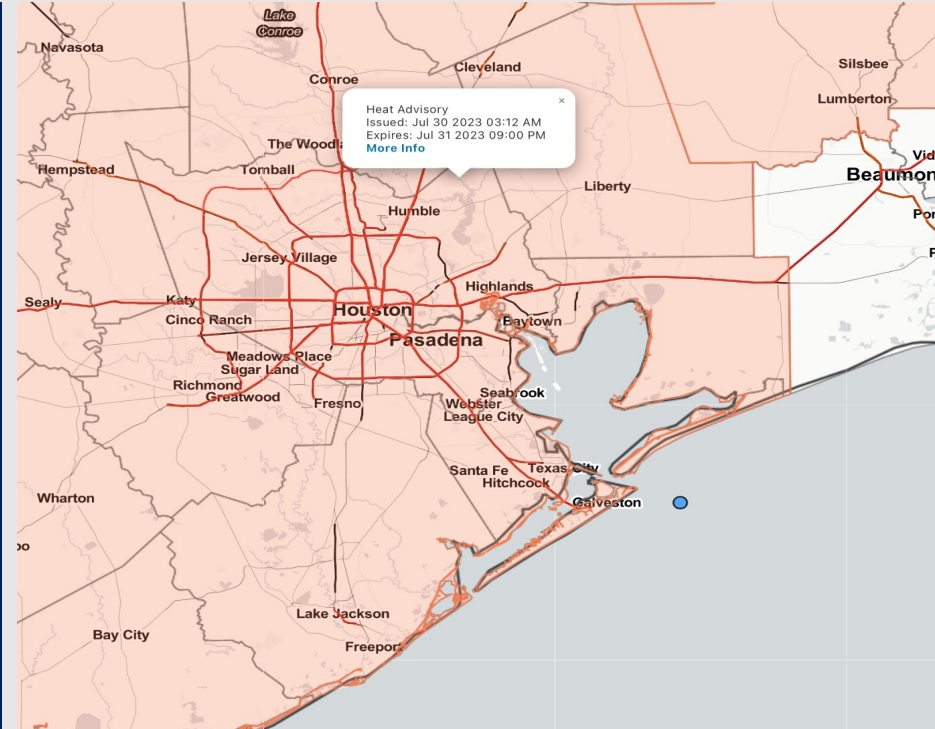 Lake
Conroe
Navasota
Cleveland
Silsbee
Conroe
Lumberton
×
Heat Advisory
Issued: Jul 30 2023 03:12 AM
Expires: Jul 31 2023 09:00 PM
More Info
The Woodla
Vid
Hempstead
Tomball
Beaumon
Liberty
Humble
Por
Jersey Village
P
Highlands
Sealy
Katy
Houston
Cinco Ranch
Baytown
Pasadena
Meadows Place
Sugar Land
Richmond
Greatwood
Seabrook
Fresno
Webster
League City
Santa Fe
Texas City
Hitchcock
Wharton
Galveston
oo
Lake Jackson
Bay City
Freeport